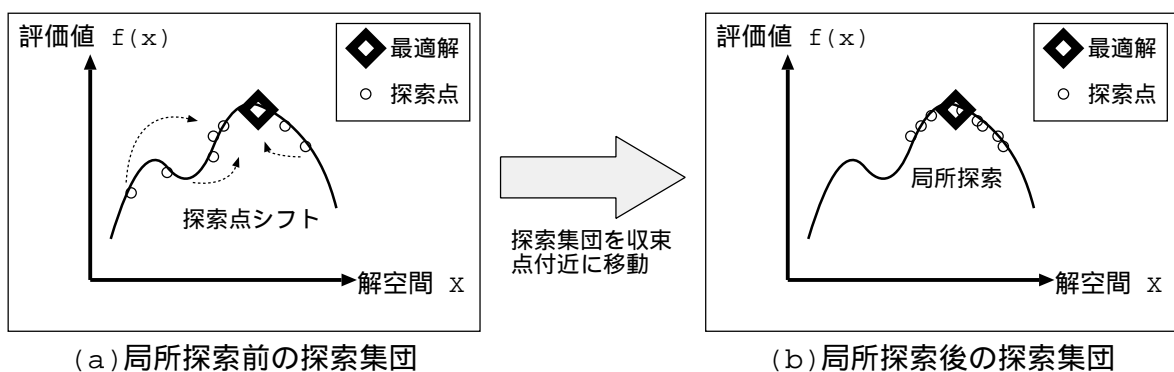 評価値 f(x)
最適解
探索点
探索点シフト
解空間 x
(a)局所探索前の探索集団
探索集団を収束
点付近に移動
評価値 f(x)
最適解
探索点
局所探索
解空間 x
(b)局所探索後の探索集団